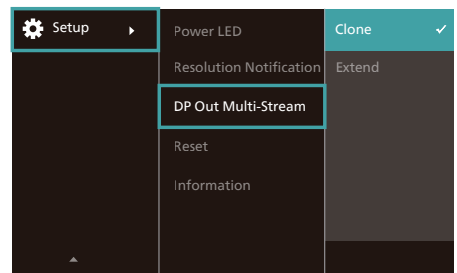 Setup
Power LED
Resolution Notification
DP Out Multi-Stream
Reset
Information
Clone
Extend